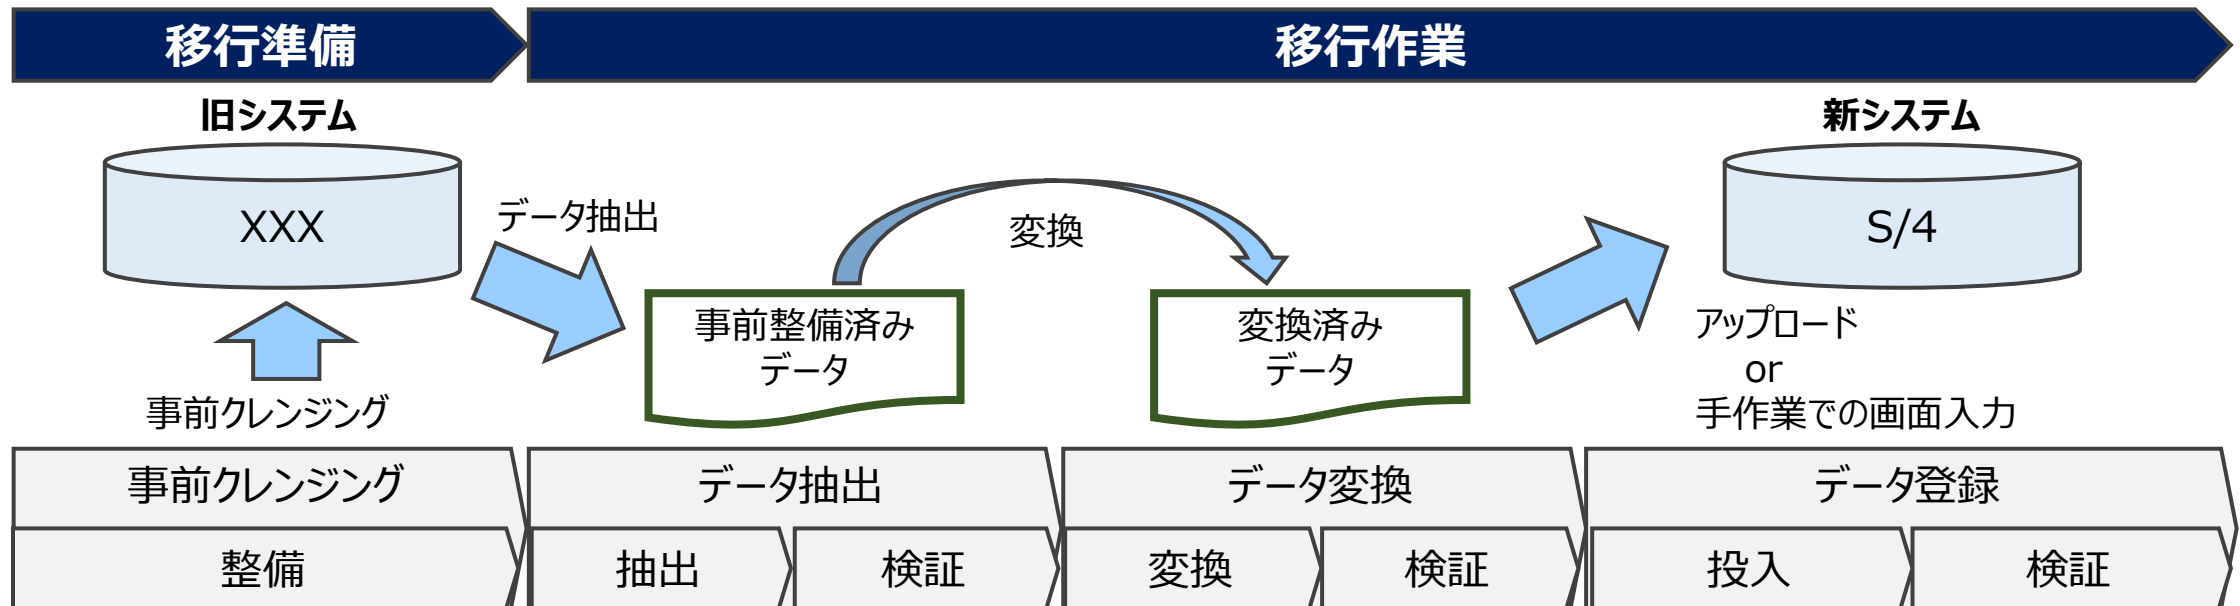 移行準備
移行作業
旧システム
新システム
XXX
データ抽出
変換
S/4
事前整備済み
データ
変換済み
データ
アップロード
or
手作業での画面入力
事前クレンジング
事前クレンジング
データ抽出
データ変換
データ登録
整備
抽出
検証
変換
検証
投入
検証